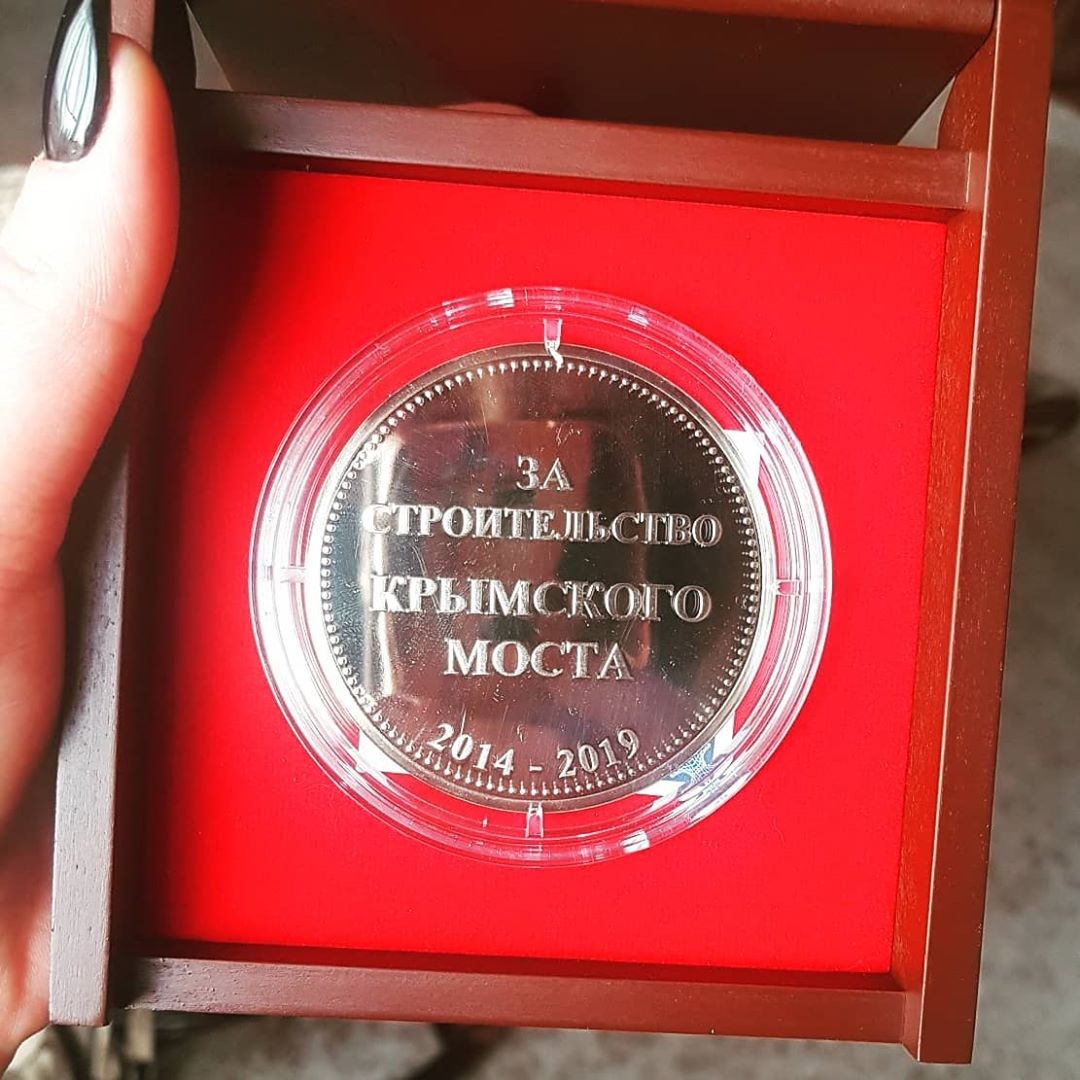 ЗА
СТРОИТЕЛЬСТВО
КРЫМСКОГО
МОСТА
2014 - 2019